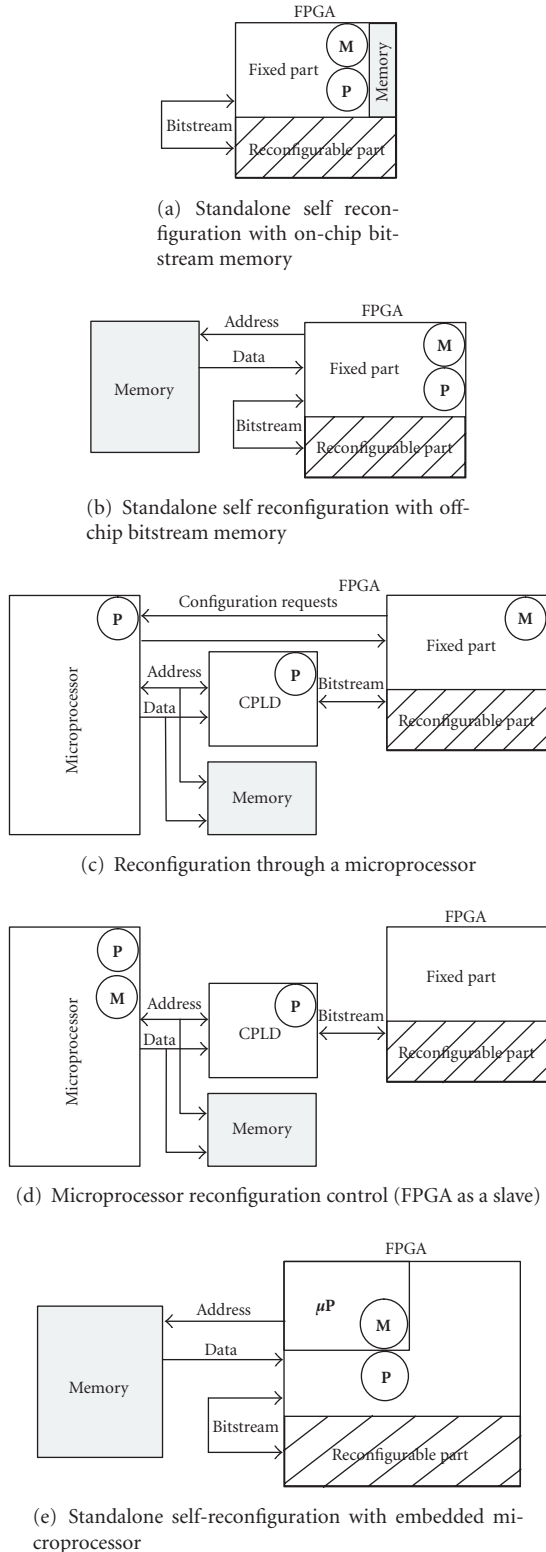 FPGA
M
Fixed part
P
Memory
Bitstream
Reconfigurable part
(a) Standalone self recon-
figuration with on-chip bit-
stream memory
FPGA
Address
M
Data
Fixed part
Memory
P
Bitstream
Reconfigurable part
(b) Standalone self reconfiguration with off-
chip bitstream memory
FPGA
Configuration requests
P
M
Fixed part
Microprocessor
Address
P
Bitstream
CPLD
Data
Reconfigurable part
Memory
(c) Reconfiguration through a microprocessor
FPGA
P
Fixed part
M
Microprocessor
Address
P
Bitstream
CPLD
Data
Reconfigurable part
Memory
(d) Microprocessor reconfiguration control (FPGA as a slave)
FPGA
μP
Address
M
Data
Memory
P
Bitstream
Reconfigurable part
(e) Standalone self-reconfiguration with embedded mi-
croprocessor